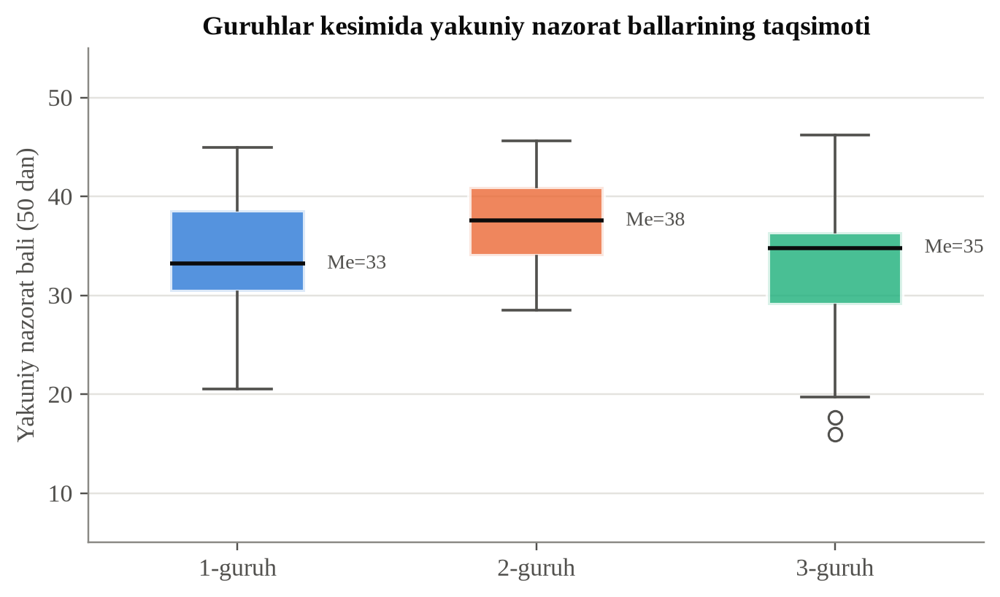 Guruhlar kesimida yakuniy nazorat ballarining taqsimoti
Yakuniy nazorat bali (50 dan)
50
40
30
20
10
Me=33
Me=38
Me=35
1-guruh
2-guruh
3-guruh